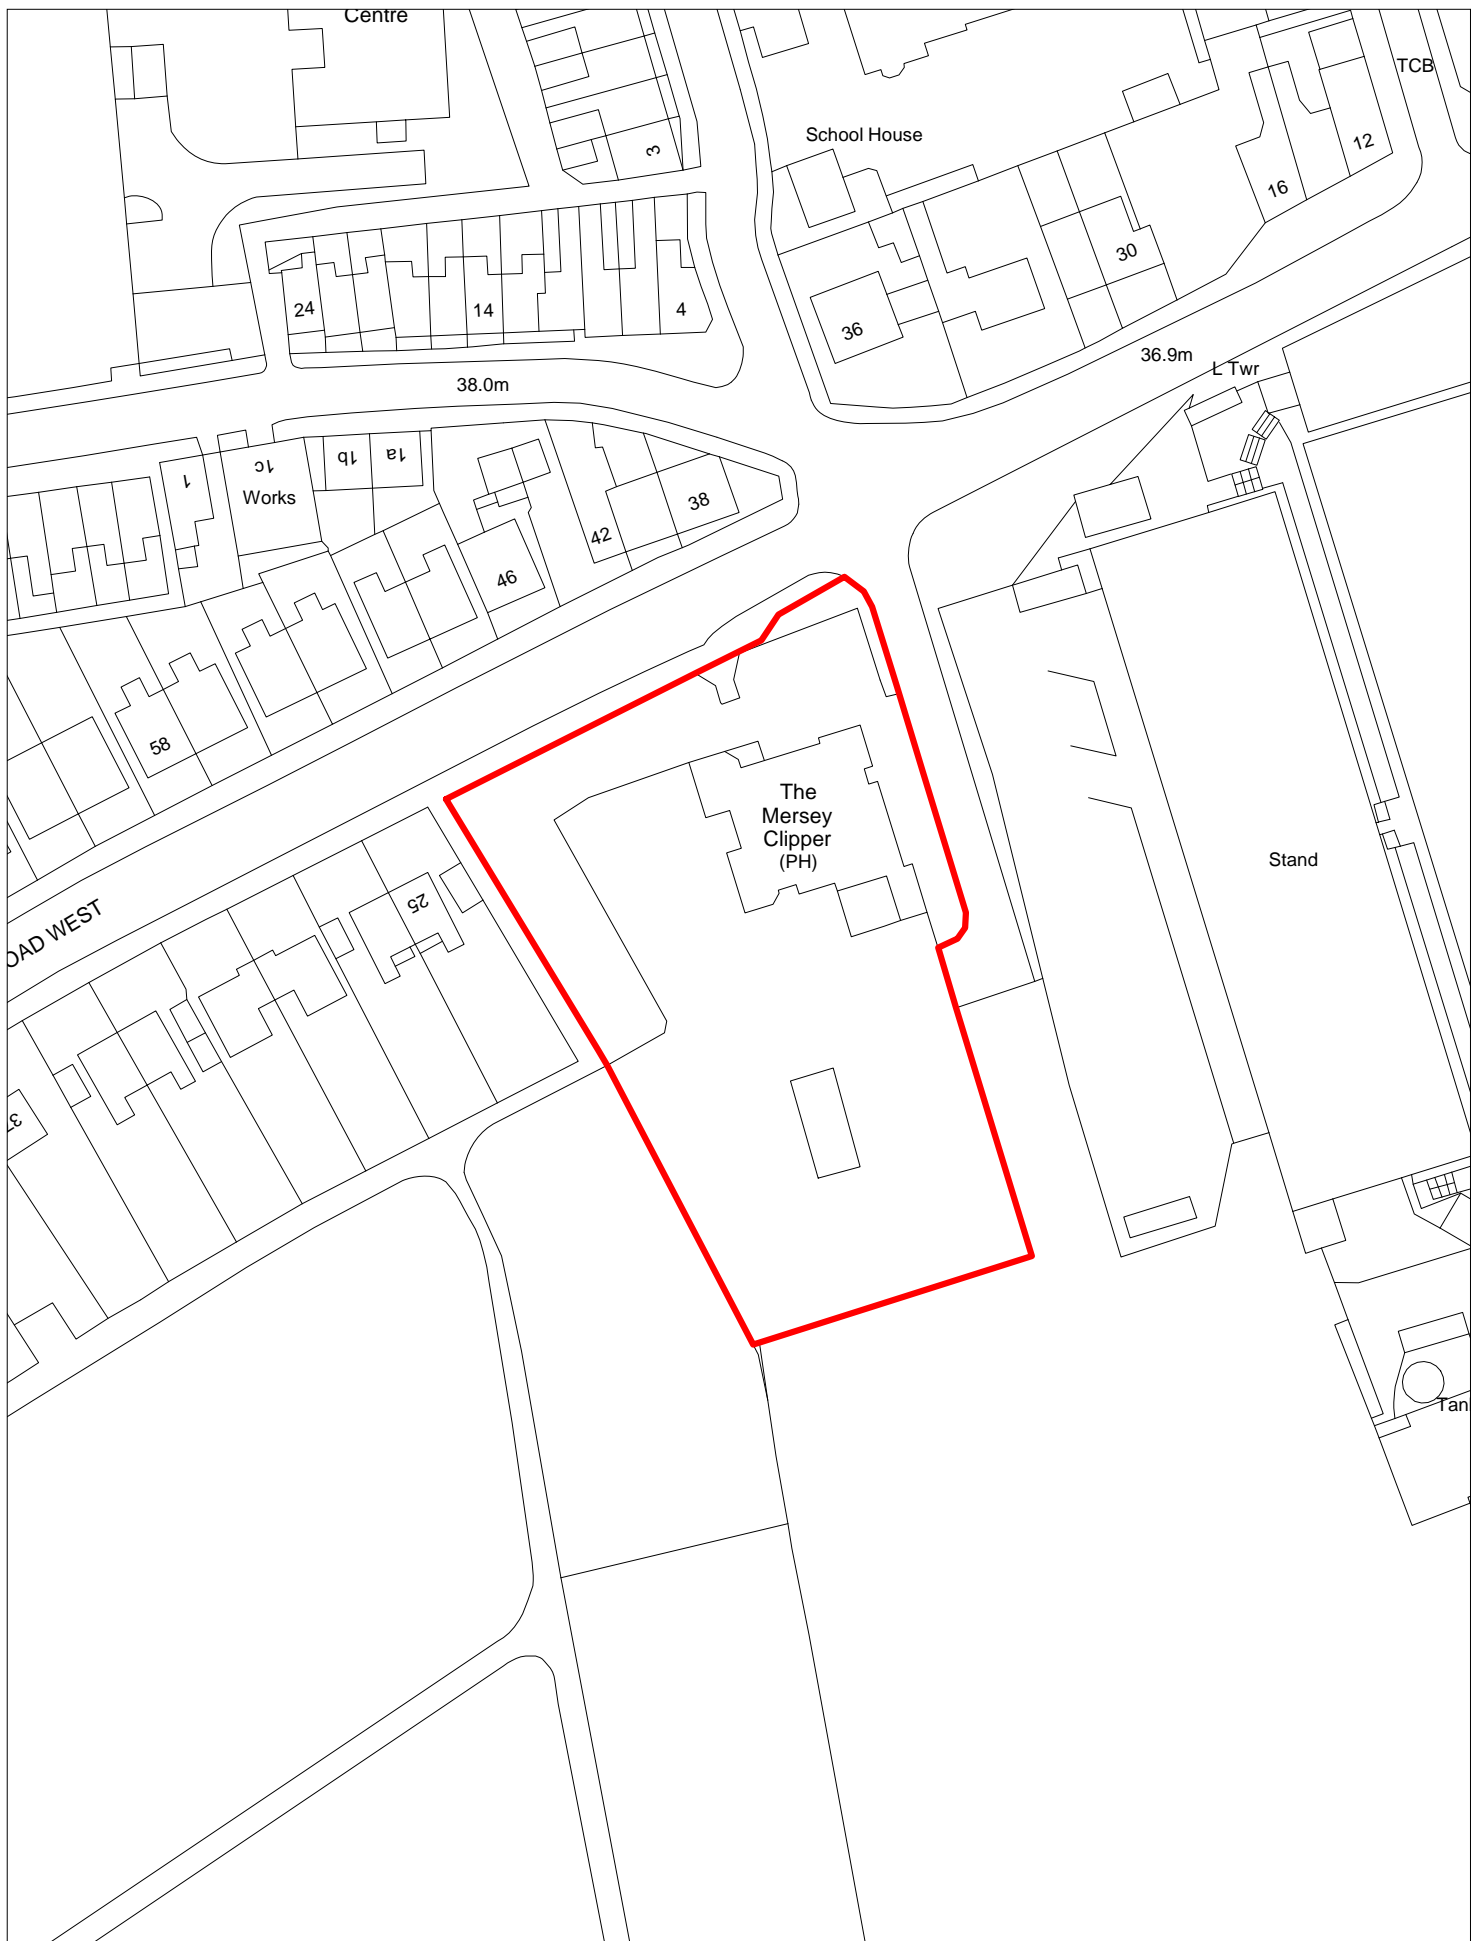 Centre
TCB
School House
3
12
16
30
24
14
4
36
36.9m
L Twr
38.0m
1
1c
1b
1a
Works
38
42
46
58
The
Mersey
Clipper
(PH)
Stand
25
OAD WEST
Tan